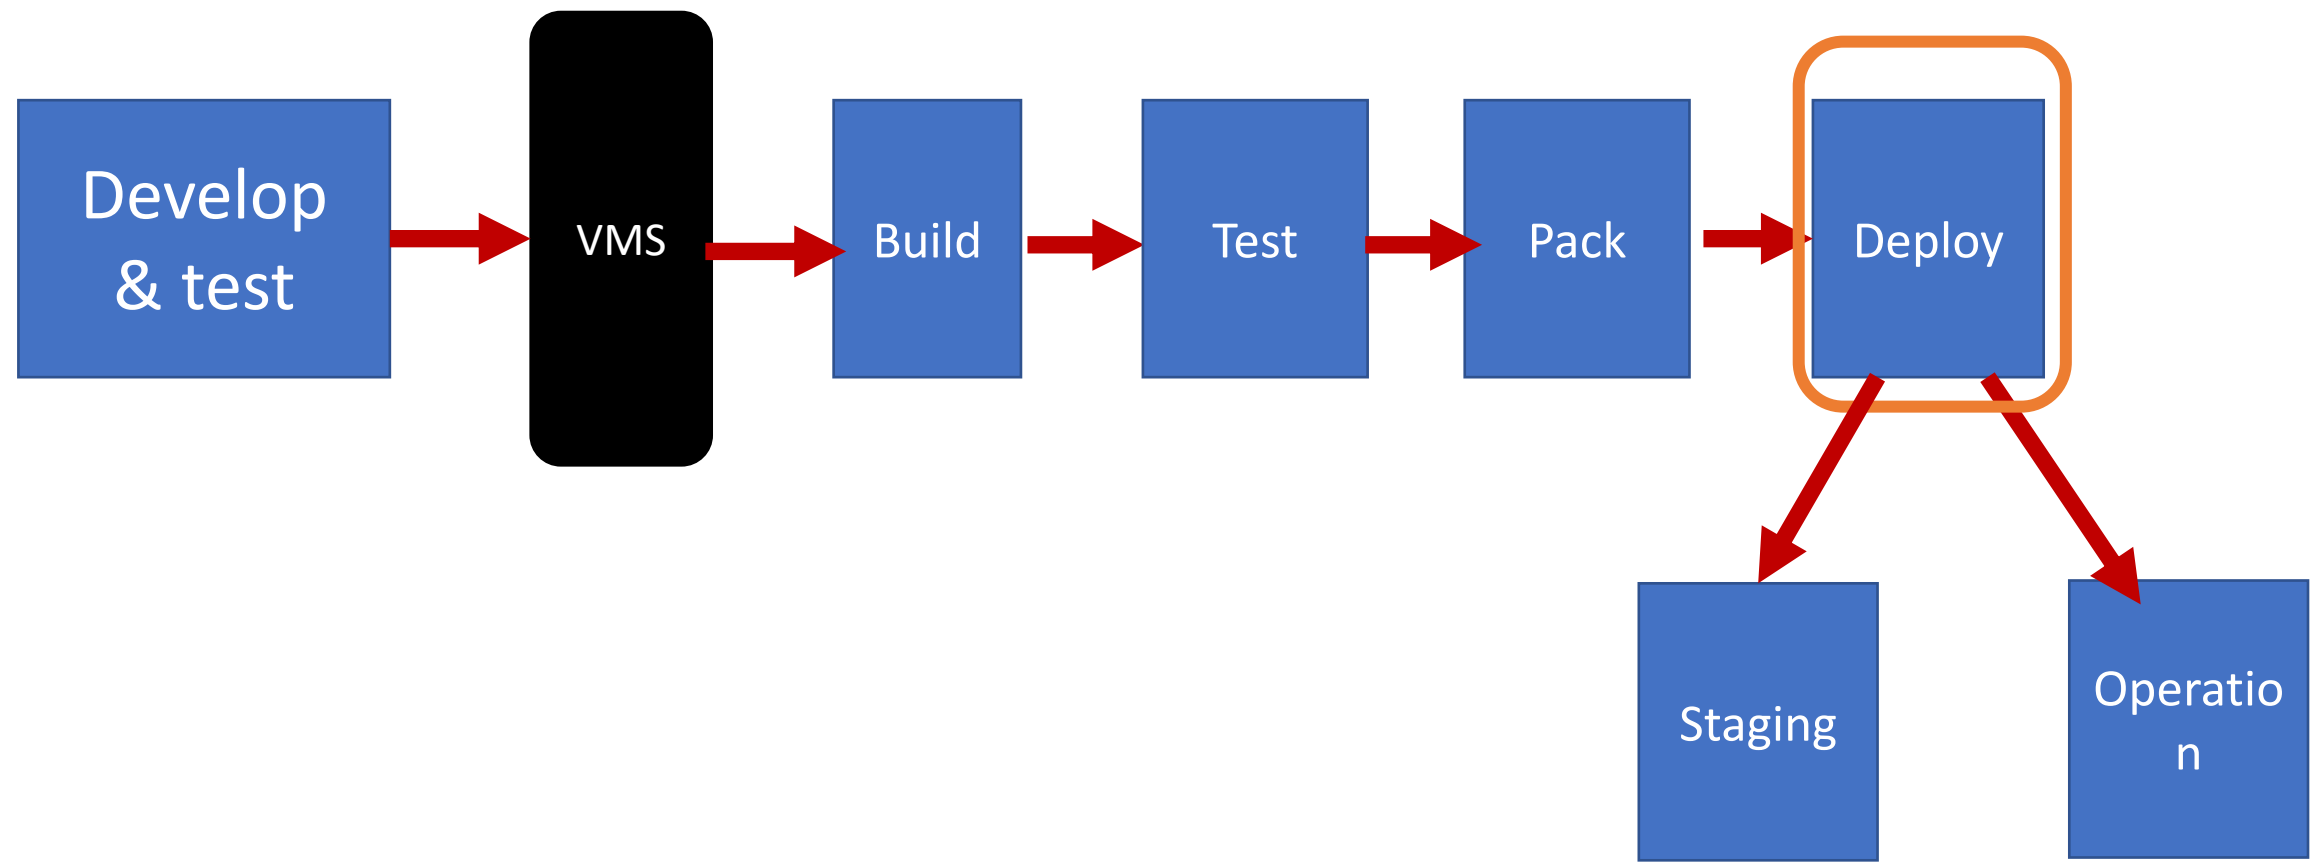 Develop
& test
VMS
Build
Test
Pack
Deploy
Staging
Operatio
n